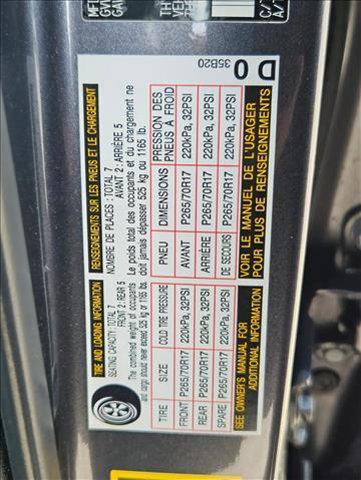 TIRE AND LOADING INFORMATION
SEATING CAPACITY: TOTAL 7
FRONT 2: REAR 5
The combined weight of occupants
and cargo should never exceed 525 kg or 1165 lbs.
TIRE SIZE COLD TIRE PRESSURE
FRONT P265/70R17 220kPa, 32PSI
REAR P265/70R17 220kPa, 32PSI
SPARE P265/70R17 220kPa, 32PSI
SEE OWNER'S MANUAL FOR
ADDITIONAL INFORMATION
RENSEIGNEMENTS SUR LES PNEUS ET LE CHARGEMENT
NOMBRE DE PLACES : TOTAL 7
AVANT 2 : ARRIÈRE 5
Le poids total des occupants et du chargement ne
doit jamais dépasser 525 kg ou 1165 lb.
PNEU DIMENSIONS PRESSION DES
PNEUS À FROID
AVANT P265/70R17 220kPa, 32PSI
ARRIÈRE P265/70R17 220kPa, 32PSI
DE SECOURS P265/70R17 220kPa, 32PSI
VOIR LE MANUEL DE L'USAGER
POUR PLUS DE RENSEIGNEMENTS
35B20
D0
MF
GV
GA
C/
A/T